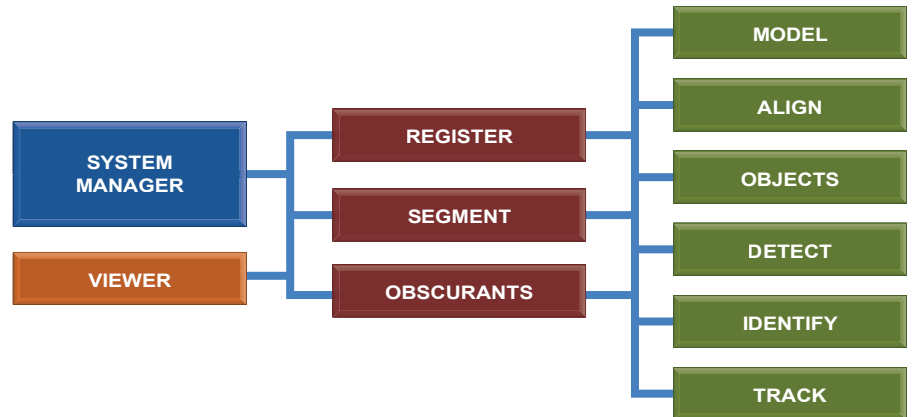 SYSTEM
MANAGER
VIEWER
REGISTER
SEGMENT
OBSCURANTS
MODEL
ALIGN
OBJECTS
DETECT
IDENTIFY
TRACK